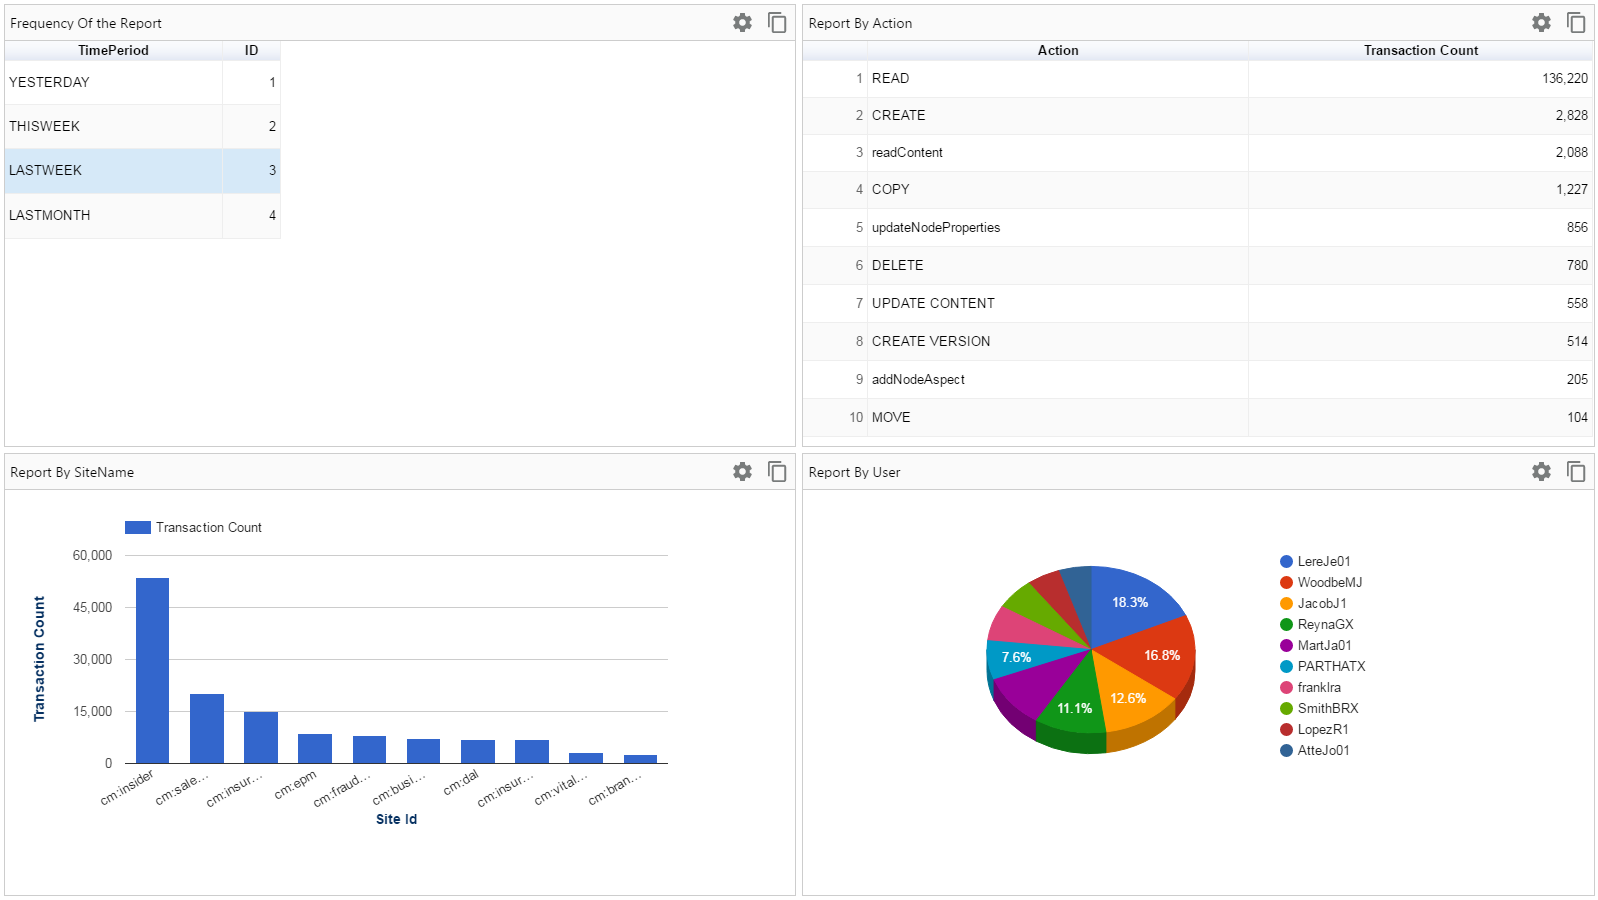 Frequency Of the Report
TimePeriod ID
YESTERDAY 1
THISWEEK 2
LASTWEEK 3
LASTMONTH 4
Report By Action
Action Transaction Count
1 READ 136,220
2 CREATE 2,828
3 readContent 2,088
4 COPY 1,227
5 updateNodeProperties 856
6 DELETE 780
7 UPDATE CONTENT 558
8 CREATE VERSION 514
9 addNodeAspect 205
10 MOVE 104
Report By SiteName
Transaction Count
Transaction Count
60,000
45,000
30,000
15,000
0
cm:insider
cm:sale...
cm:insur...
cm:epm
cm:fraud...
cm:busi...
cm:dal
cm:insur...
cm:vital...
cm:bran...
Site Id
Report By User
18.3%
16.8%
12.6%
11.1%
7.6%
LereJe01
WoodbeMJ
JacobJ1
ReynaGX
MartJa01
PARTHATX
SmithBRX
LopezR1
AtteJo01